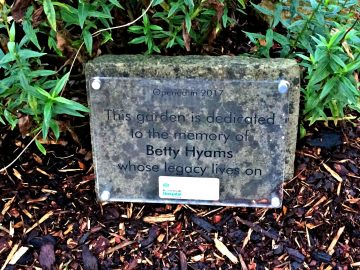 Opened in 2017
This garden is dedicated
to the memory of
Betty Hyams
whose legacy lives on